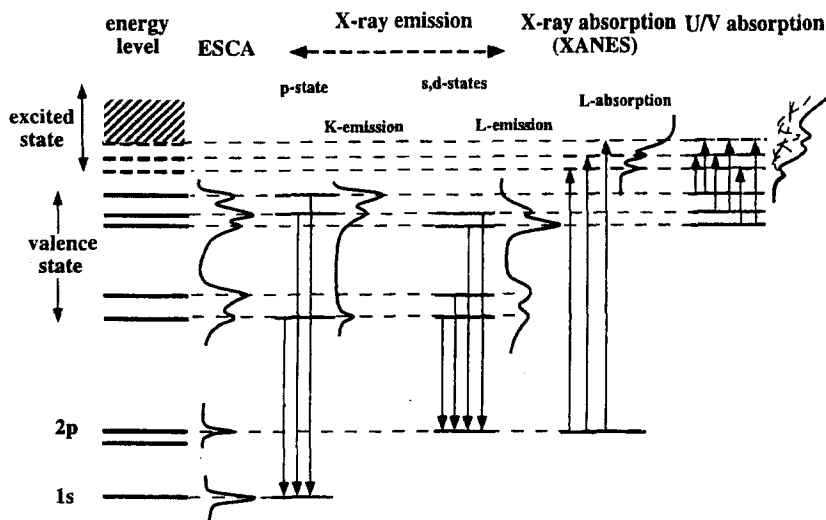 energy
level
ESCA
X-ray emission
X-ray absorption
(XANES)
U/V absorption
p-state
s,d-states
L-absorption
K-emission
L-emission
excited
state
valence
state
2p
1s